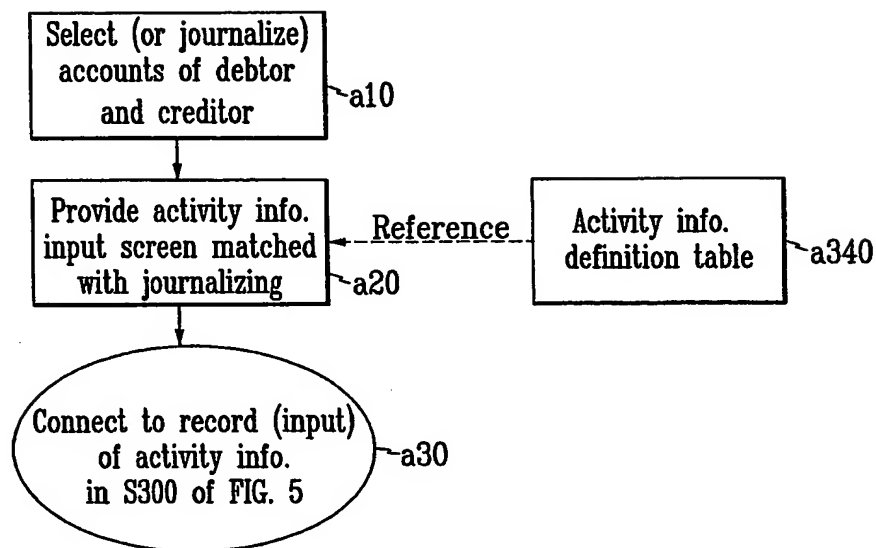 Select (or journalize)
accounts of debtor
and creditor
a10
Provide activity info.
input screen matched
with journalizing
a20
Reference
Activity info.
definition table
a340
Connect to record (input)
of activity info.
in S300 of FIG. 5
a30